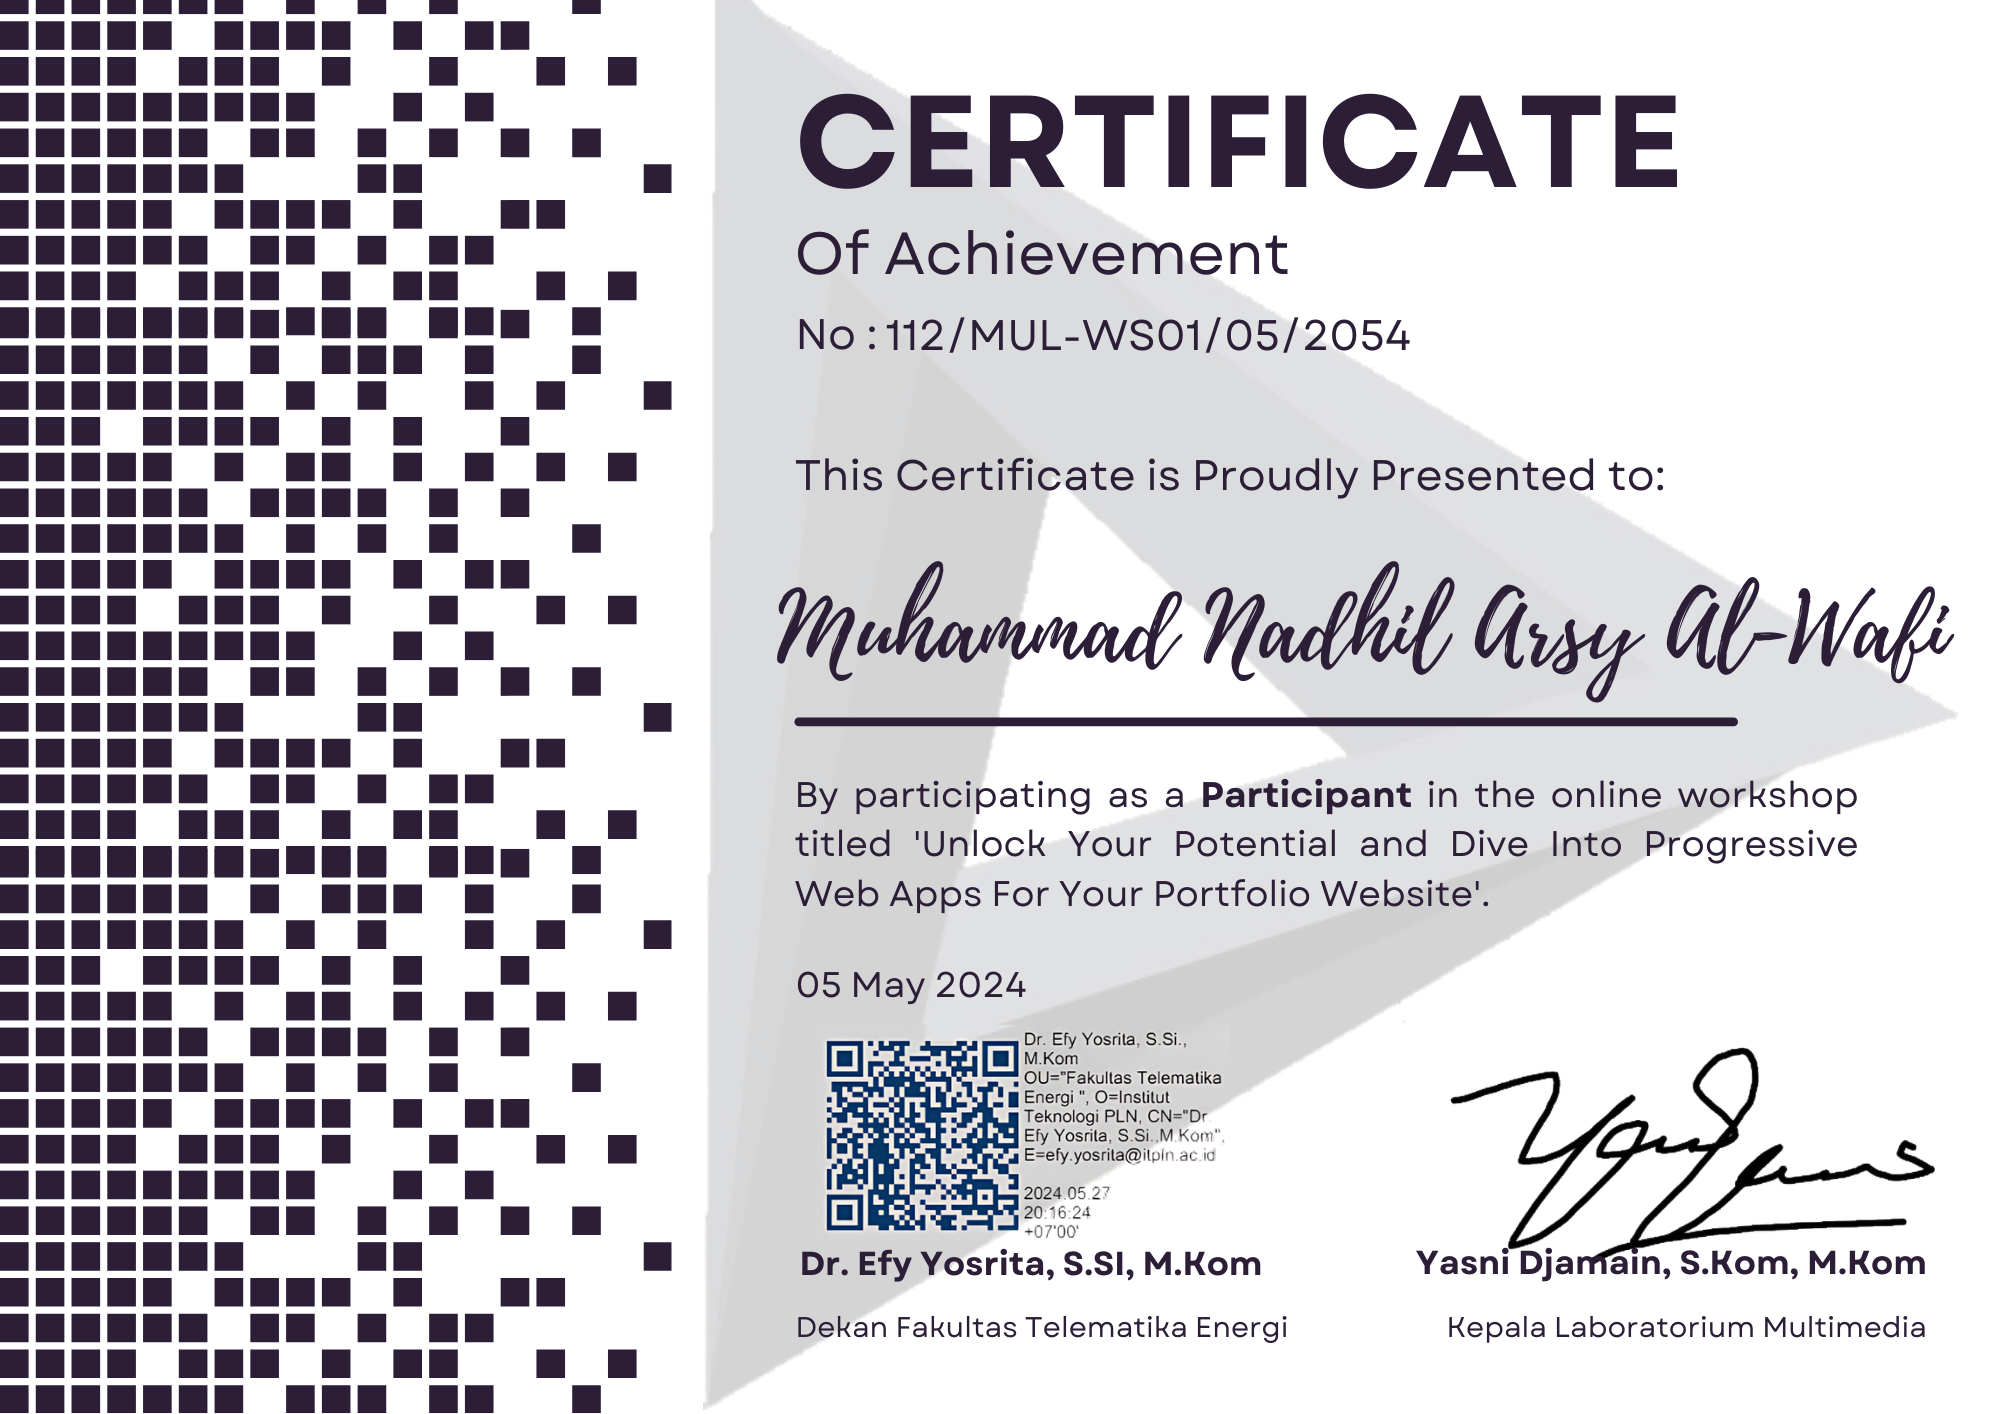 CERTIFICATE
Of Achievement
No : 112/MUL-WS01/05/2054
This Certificate is Proudly Presented to:
Muhammad Nadhil Arsy Al-Wafi
By participating as a Participant in the online workshop
titled 'Unlock Your Potential and Dive Into Progressive
Web Apps For Your Portfolio Website'.
05 May 2024
Dr. Efy Yosrita, S.Si.,
M.Kom
OU="Fakultas Telematika
Energi ", O=Institut
Teknologi PLN, CN="Dr.
Efy Yosrita, S.Si.,M.Kom",
E=efy.yosrita@itpln.ac.id
2024.05.27
20:16:24
+07'00'
Dr. Efy Yosrita, S.SI, M.Kom
Dekan Fakultas Telematika Energi
Yasni Djamain, S.Kom, M.Kom
Kepala Laboratorium Multimedia